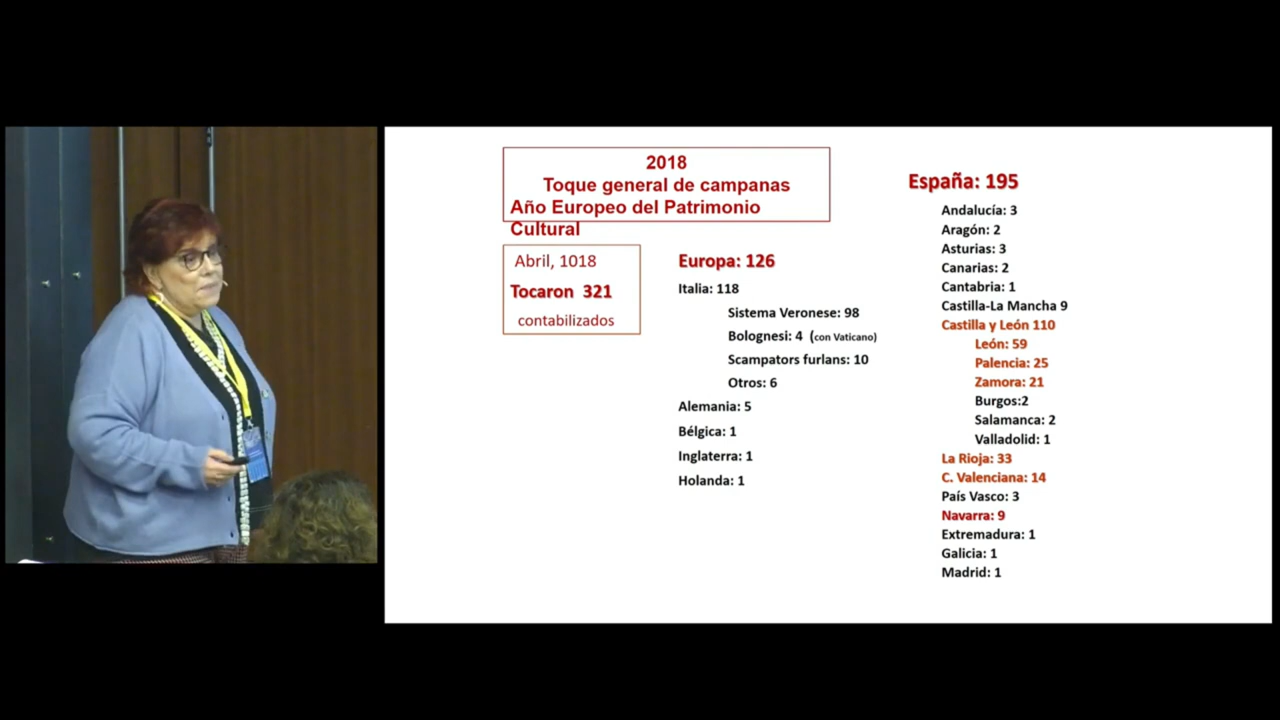 2018
Toque general de campanas
Año Europeo del Patrimonio
Cultural
Abril, 1018
Tocaron 321
contabilizados
Europa: 126
Italia: 118
Sistema Veronese: 98
Bolognesi: 4 (con Vaticano)
Scampators furlans: 10
Otros: 6
Alemania: 5
Bélgica: 1
Inglaterra: 1
Holanda: 1
España: 195
Andalucía: 3
Aragón: 2
Asturias: 3
Canarias: 2
Cantabria: 1
Castilla-La Mancha 9
Castilla y León 110
León: 59
Palencia: 25
Zamora: 21
Burgos:2
Salamanca: 2
Valladolid: 1
La Rioja: 33
C. Valenciana: 14
País Vasco: 3
Navarra: 9
Extremadura: 1
Galicia: 1
Madrid: 1